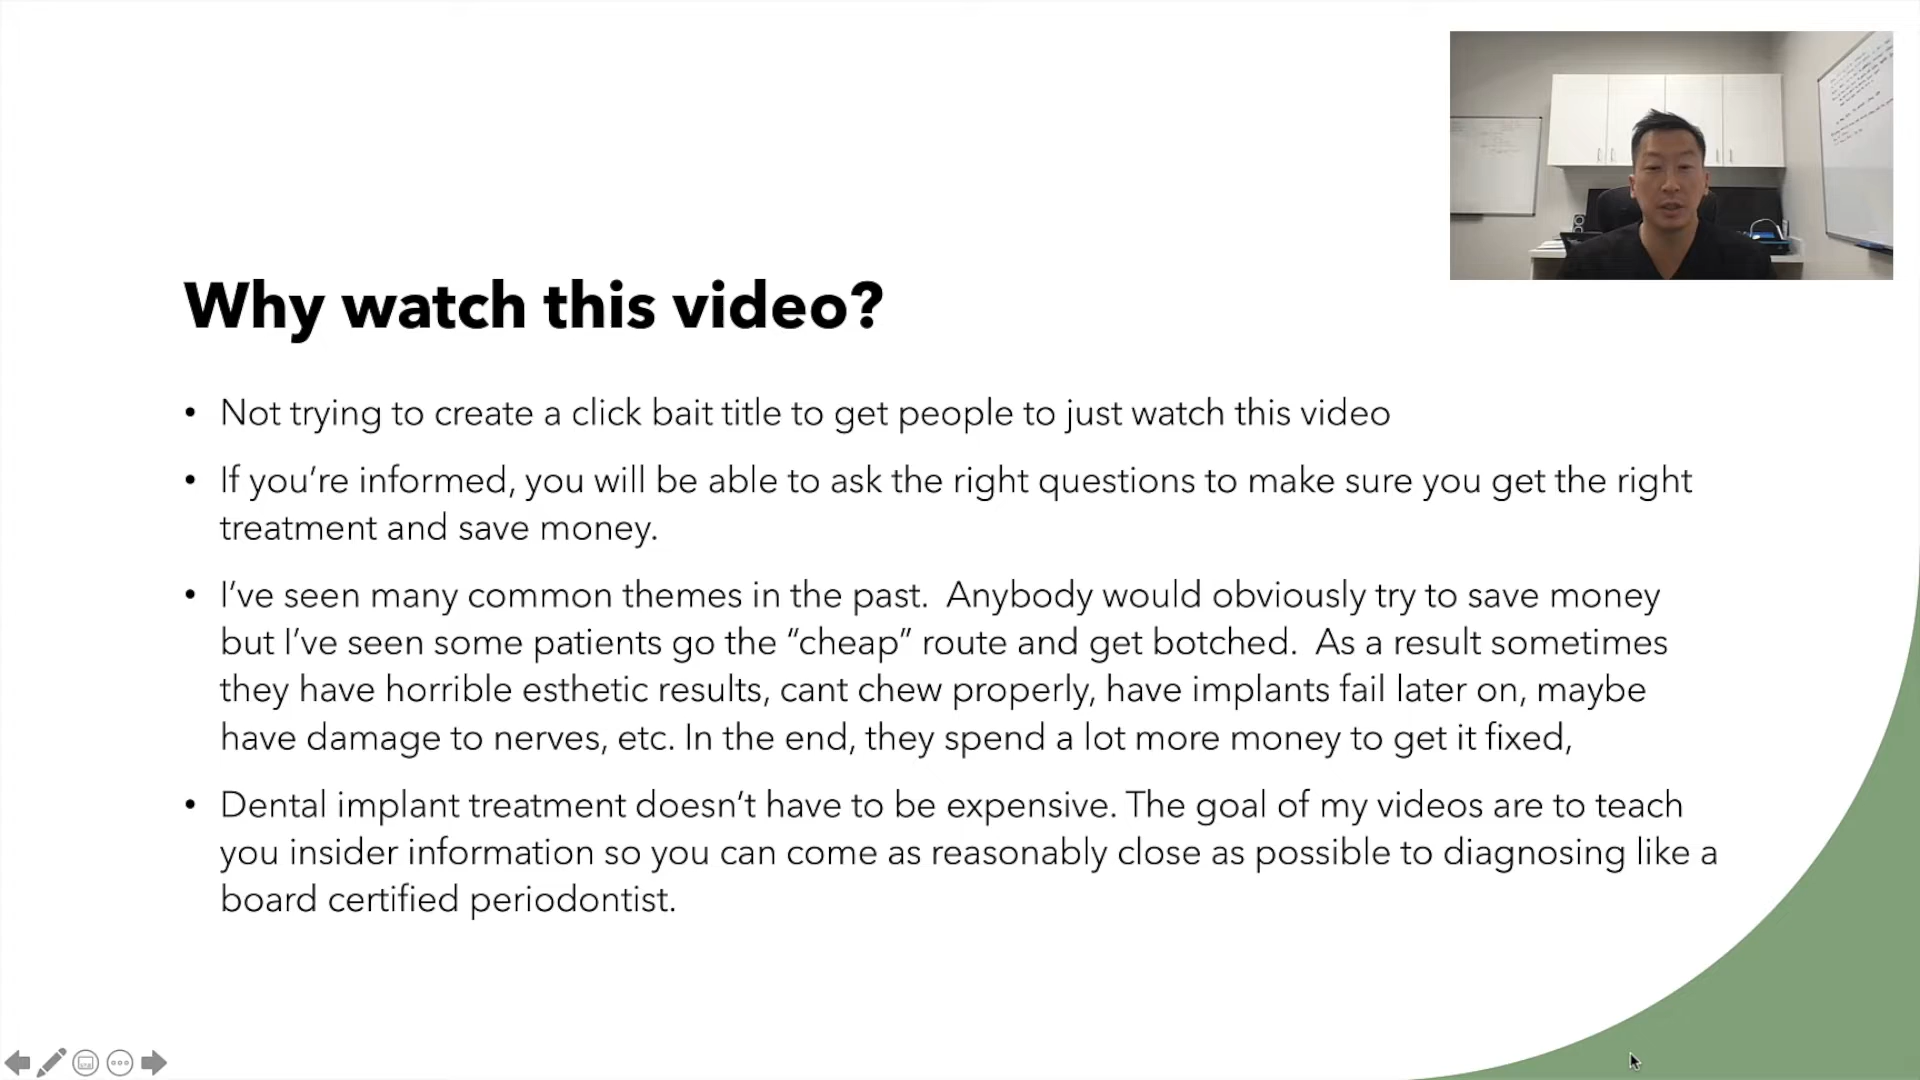 Why watch this video?
• Not trying to create a click bait title to get people to just watch this video
• If you’re informed, you will be able to ask the right questions to make sure you get the right
treatment and save money.
• I’ve seen many common themes in the past.  Anybody would obviously try to save money
but I’ve seen some patients go the “cheap” route and get botched.  As a result sometimes
they have horrible esthetic results, cant chew properly, have implants fail later on, maybe
have damage to nerves, etc. In the end, they spend a lot more money to get it fixed,
• Dental implant treatment doesn’t have to be expensive. The goal of my videos are to teach
you insider information so you can come as reasonably close as possible to diagnosing like a
board certified periodontist.